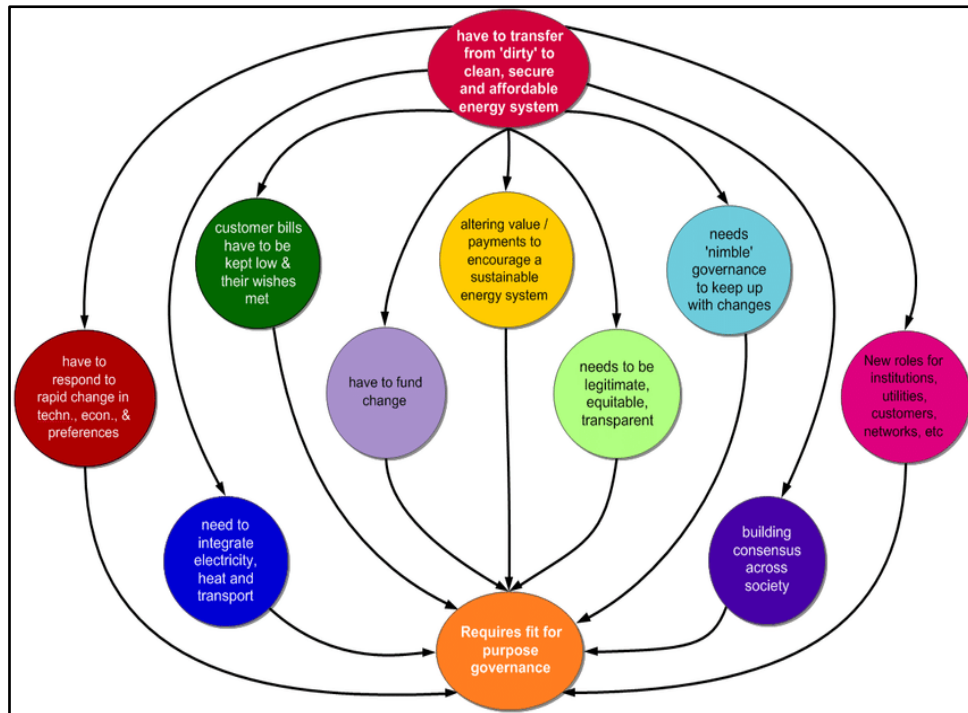 have to transfer
from 'dirty' to
clean, secure
and affordable
energy system
customer bills
have to be
kept low &
their wishes
met
altering value /
payments to
encourage a
sustainable
energy system
needs
'nimble'
governance
to keep up
with changes
have to
respond to
rapid change in
techn., econ., &
preferences
have to fund
change
needs to be
legitimate,
equitable,
transparent
New roles for
institutions,
utilities,
customers,
networks, etc
need to
integrate
electricity,
heat and
transport
building
consensus
across
society
Requires fit for
purpose
governance